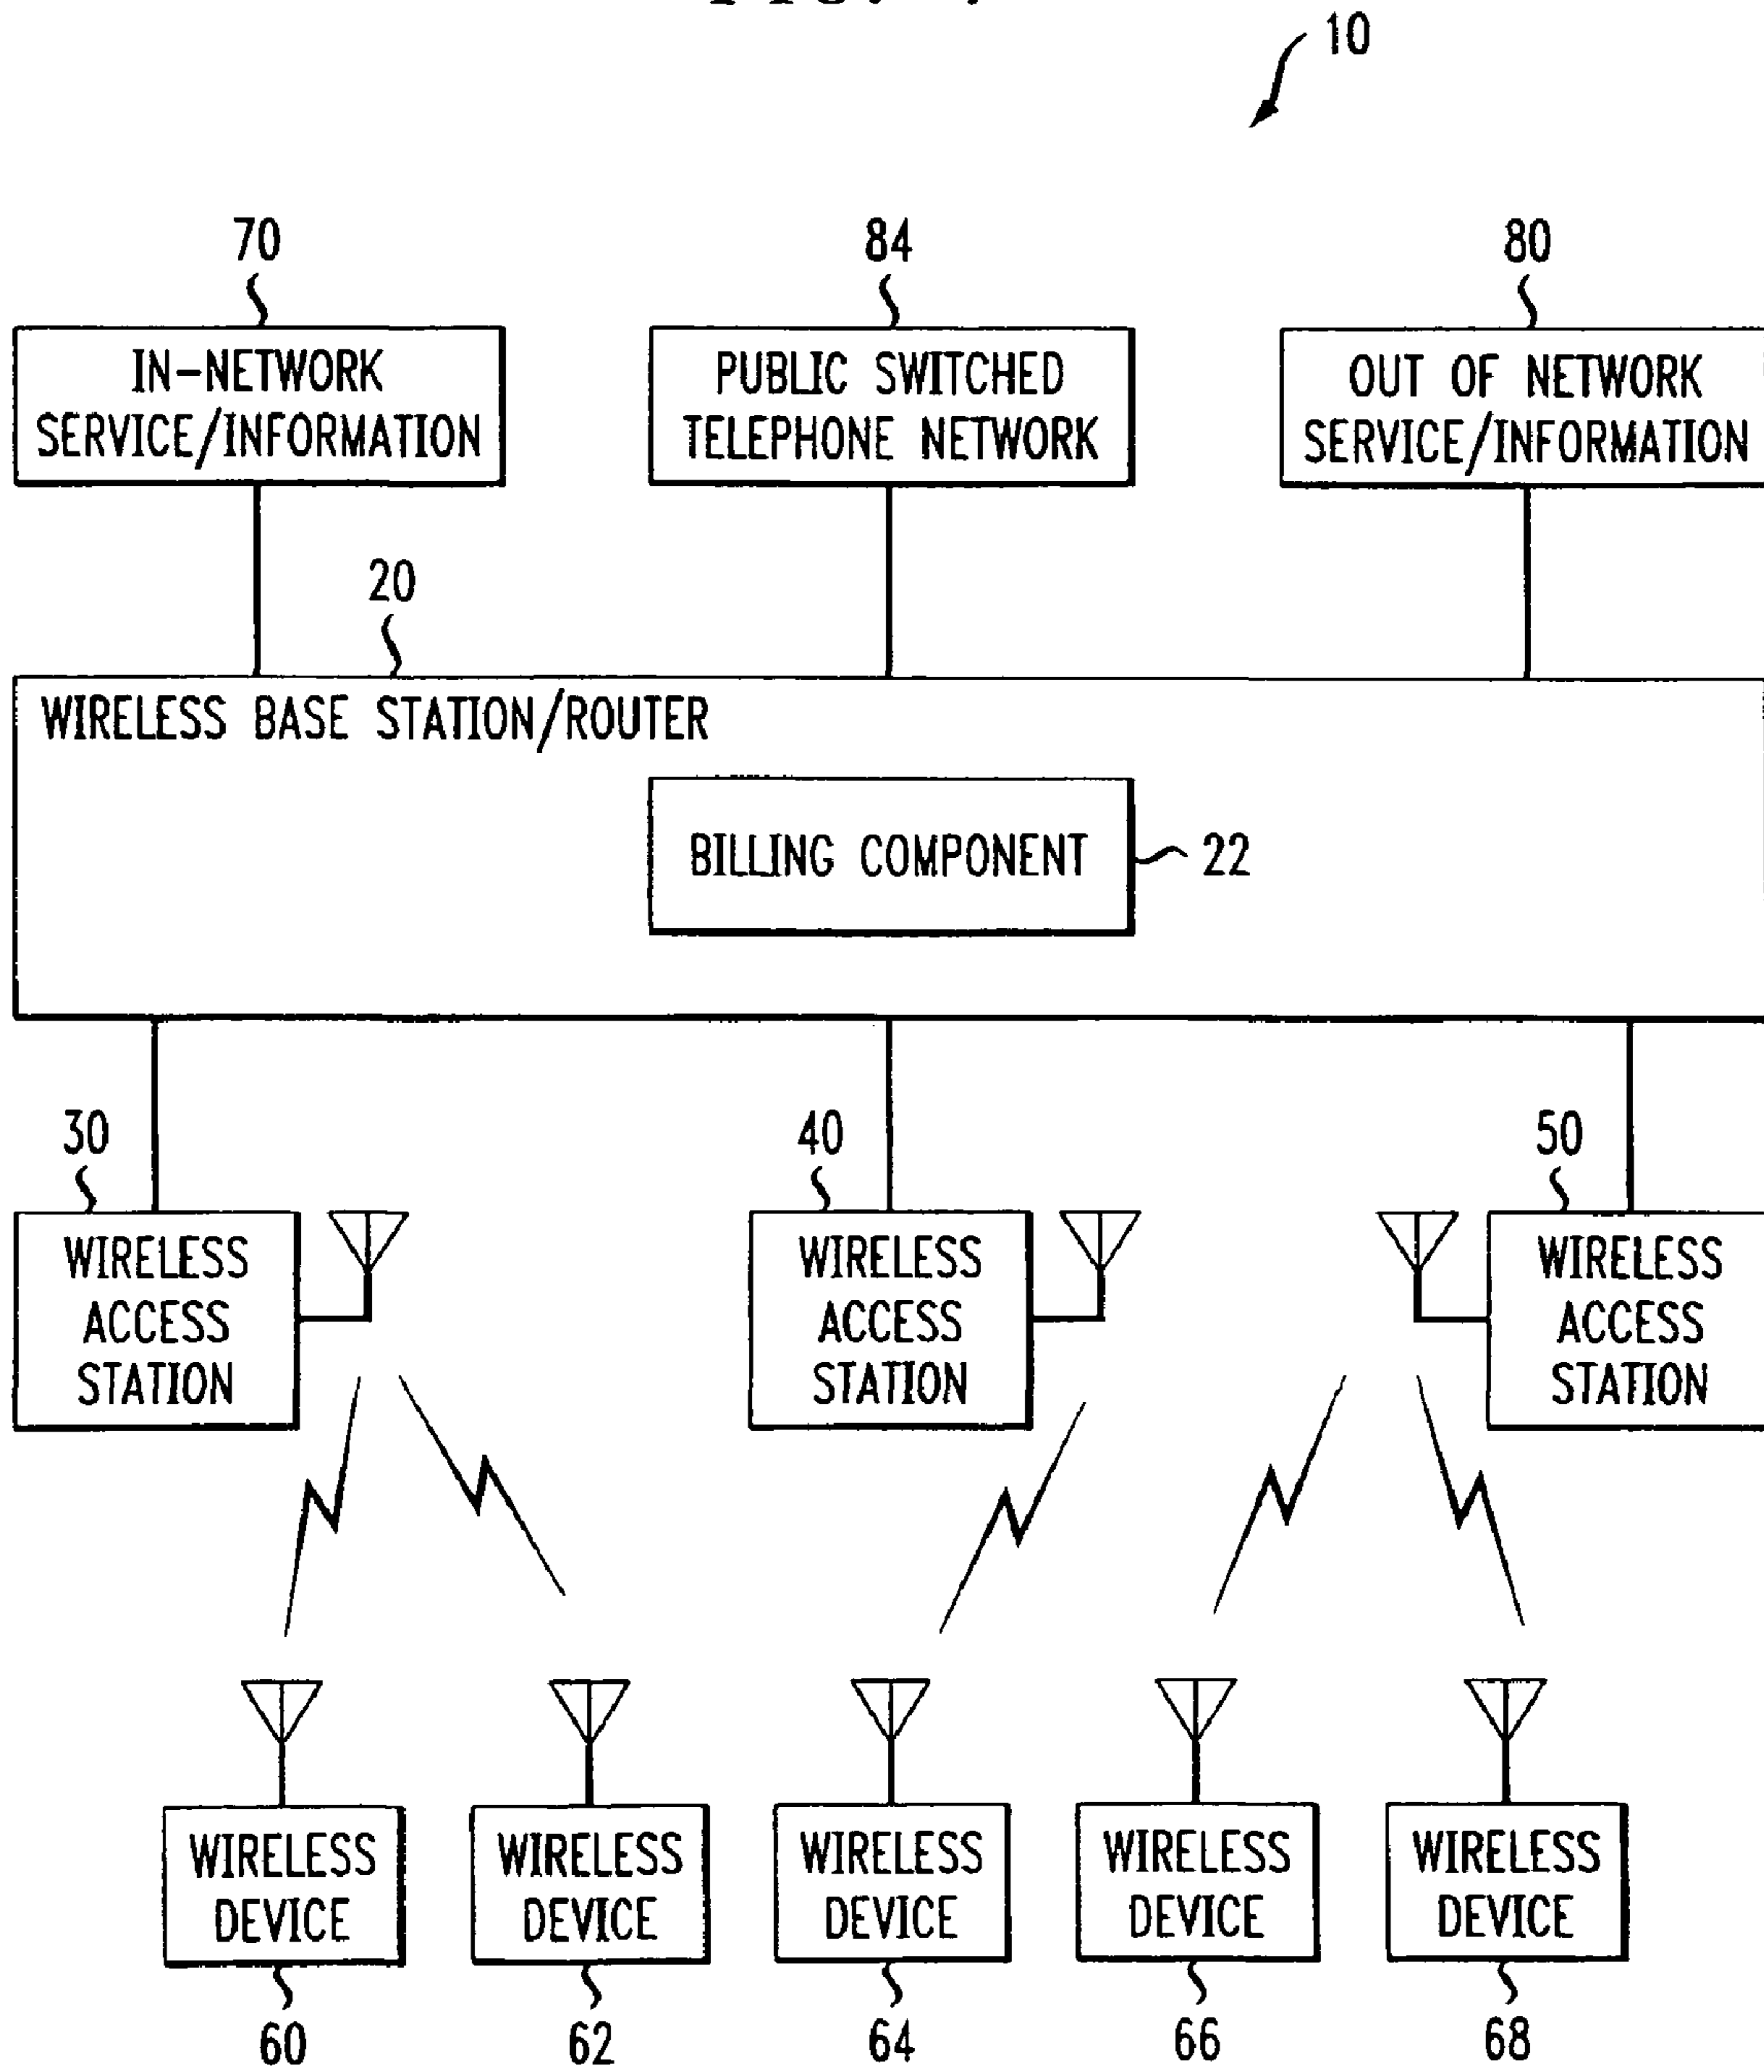 10
70
84
80
IN-NETWORK
SERVICE/INFORMATION
PUBLIC SWITCHED
TELEPHONE NETWORK
OUT OF NETWORK
SERVICE/INFORMATION
20
WIRELESS BASE STATION/ROUTER
BILLING COMPONENT
22
30
40
50
WIRELESS
ACCESS
STATION
WIRELESS
ACCESS
STATION
WIRELESS
ACCESS
STATION
WIRELESS
DEVICE
WIRELESS
DEVICE
WIRELESS
DEVICE
WIRELESS
DEVICE
WIRELESS
DEVICE
60
62
64
66
68